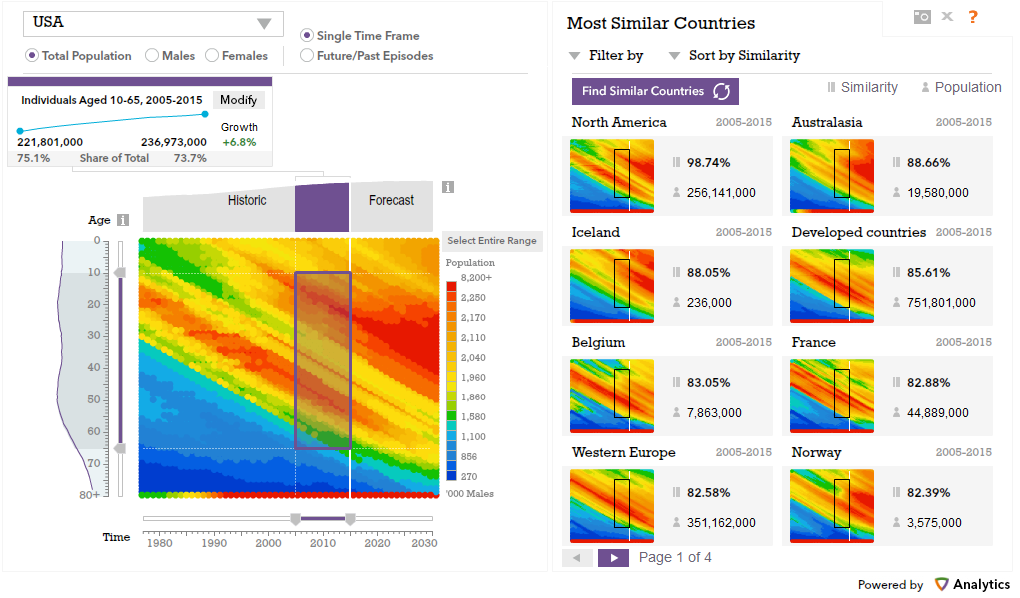 USA
Single Time Frame
Total Population Males Females Future/Past Episodes
Individuals Aged 10-65, 2005-2015 Modify
Growth
221,801,000 236,973,000 +6.8%
75.1% Share of Total 73.7%
Historic Forecast
Age
Select Entire Range
0
10
20
30
40
50
60
70
80+
Population
8,200+
2,250
2,170
2,110
2,040
1,960
1,860
1,580
1,100
856
270
'000 Males
Time
1980 1990 2000 2010 2020 2030
?
Most Similar Countries
Filter by Sort by Similarity
Find Similar Countries Similarity Population
North America 2005-2015 Australasia 2005-2015
98.74% 88.66%
256,141,000 19,580,000
Iceland 2005-2015 Developed countries 2005-2015
88.05% 85.61%
236,000 751,801,000
Belgium 2005-2015 France 2005-2015
83.05% 82.88%
7,863,000 44,889,000
Western Europe 2005-2015 Norway 2005-2015
82.58% 82.39%
351,162,000 3,575,000
Page 1 of 4
Powered by Analytics